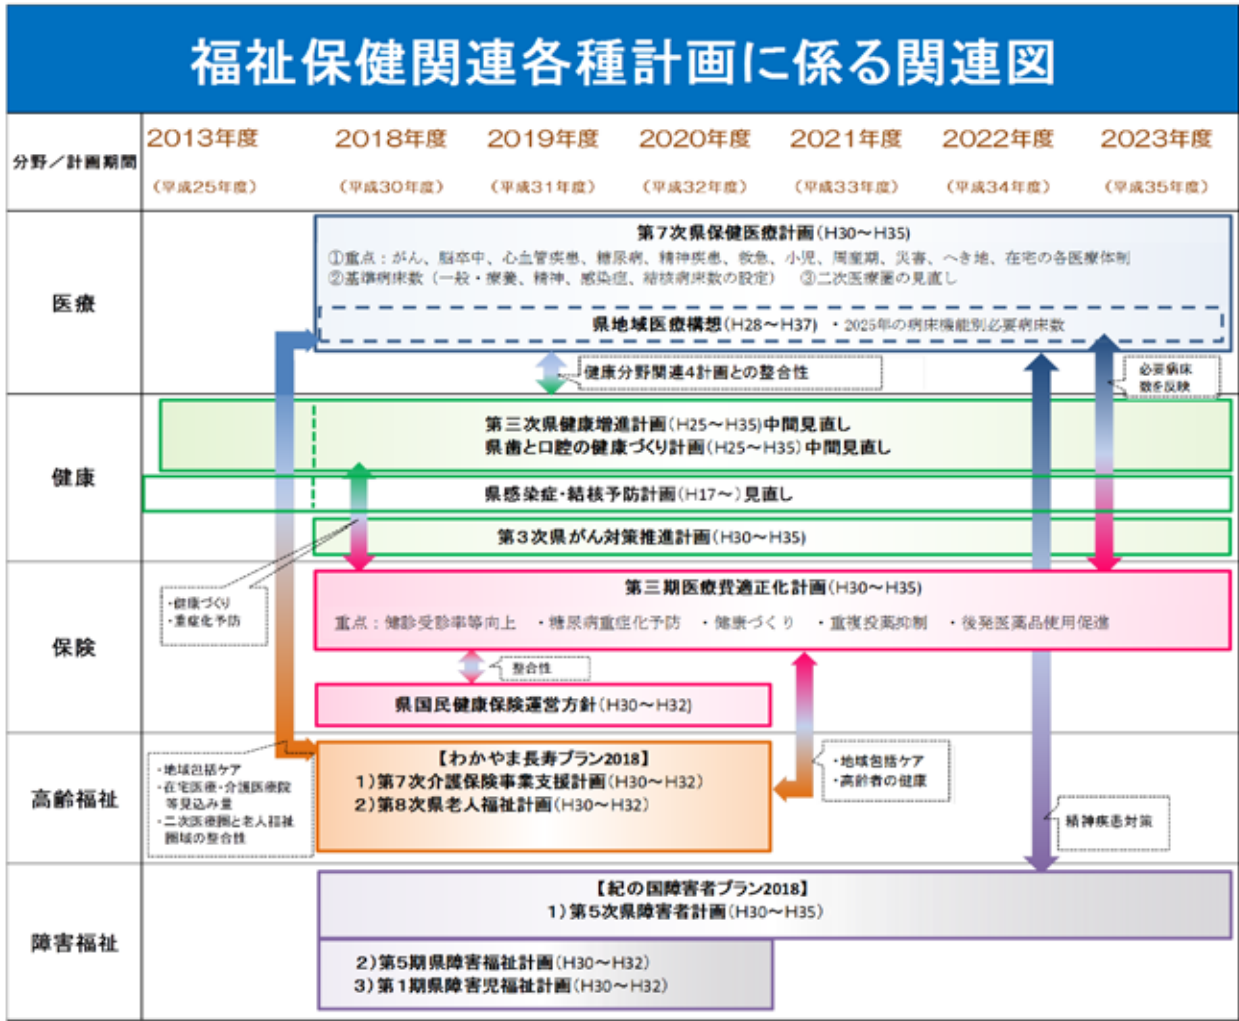 福祉保健関連各種計画に係る関連図
分野／計画期間
2013年度
2018年度
2019年度
2020年度
2021年度
2022年度
2023年度
（平成25年度）
（平成30年度）
（平成31年度）
（平成32年度）
（平成33年度）
（平成34年度）
（平成35年度）
医療
第7次県保健医療計画(H30～H35)
①重点：がん、脳卒中、心血管疾患、糖尿病、精神疾患、救急、小児、周産期、災害、へき地、在宅の各医療体制
②基準病床数（一般・療養、精神、感染症、結核病床数の設定）　③二次医療圏の見直し
県地域医療構想(H28～H37)　・2025年の病床機能別必要病床数
健康分野関連4計画との整合性
必要病床
数を反映
健康
第三次県健康増進計画(H25～H35)中間見直し
県歯と口腔の健康づくり計画(H25～H35)中間見直し
県感染症・結核予防計画(H17～)見直し
第3次県がん対策推進計画(H30～H35)
・健康づくり
・重症化予防
保険
第三期医療費適正化計画(H30～H35)
重点：健診受診率等向上　・糖尿病重症化予防　・健康づくり　・重複投薬抑制　・後発医薬品使用促進
整合性
県国民健康保険運営方針(H30～H32)
高齢福祉
・地域包括ケア
・在宅医療・介護医療院
等見込み量
・二次医療圏と老人福祉
圏域の整合性
【わかやま長寿プラン2018】
1)第7次介護保険事業支援計画(H30～H32)
2)第8次県老人福祉計画(H30～H32)
・地域包括ケア
・高齢者の健康
精神疾患対策
障害福祉
【紀の国障害者プラン2018】
1)第5次県障害者計画(H30～H35)
2)第5期県障害福祉計画(H30～H32)
3)第1期県障害児福祉計画(H30～H32)